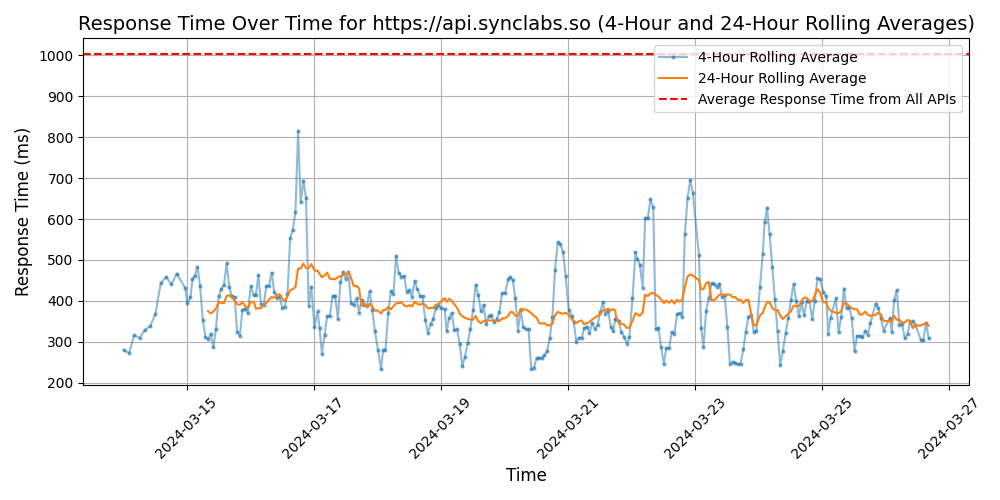 Response Time Over Time for https://api.synclabs.so (4-Hour and 24-Hour Rolling Averages)
4-Hour Rolling Average
24-Hour Rolling Average
Average Response Time from All APIs
Response Time (ms)
1000
900
800
700
600
500
400
300
200
2024-03-15
2024-03-17
2024-03-19
2024-03-21
2024-03-23
2024-03-25
2024-03-27
Time